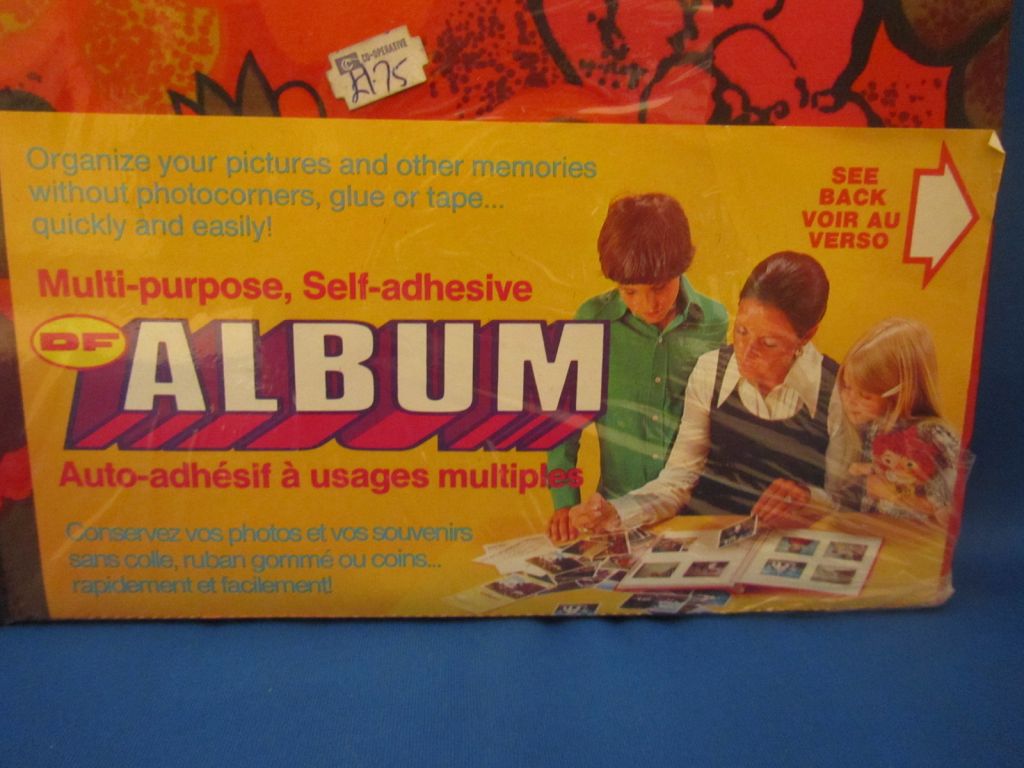 CO-OPERATIVE
£1.75
Organize your pictures and other memories
without photocorners, glue or tape...
quickly and easily!
SEE
BACK
VOIR AU
VERSO
Multi-purpose, Self-adhesive
DF
ALBUM
Auto-adhésif à usages multiples
Conservez vos photos et vos souvenirs
sans colle, ruban gommé ou coins...
rapidement et facilement!